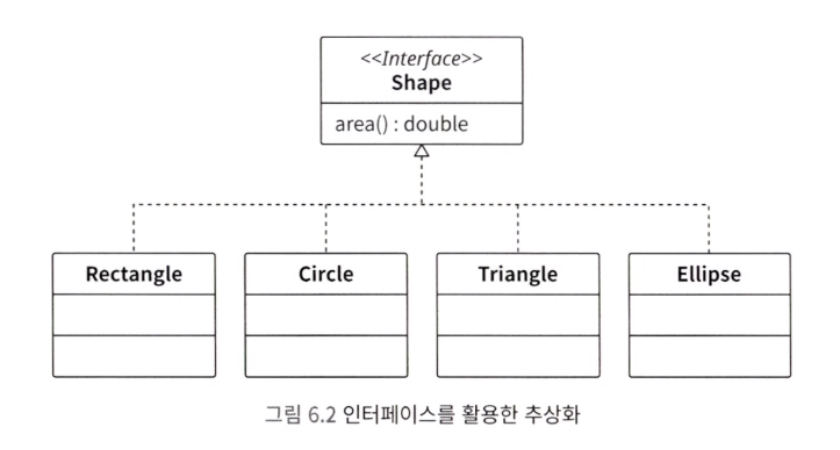 <<Interface>>
Shape
area() : double
Rectangle
Circle
Triangle
Ellipse
그림 6.2 인터페이스를 활용한 추상화